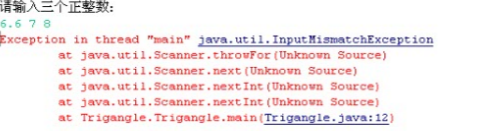 请输入三个正整数：
6.6 7 8
Exception in thread "main" java.util.InputMismatchException
at java.util.Scanner.throwFor(Unknown Source)
at java.util.Scanner.next(Unknown Source)
at java.util.Scanner.nextInt(Unknown Source)
at java.util.Scanner.nextInt(Unknown Source)
at Trigangle.Trigangle.main(Trigangle.java:12)